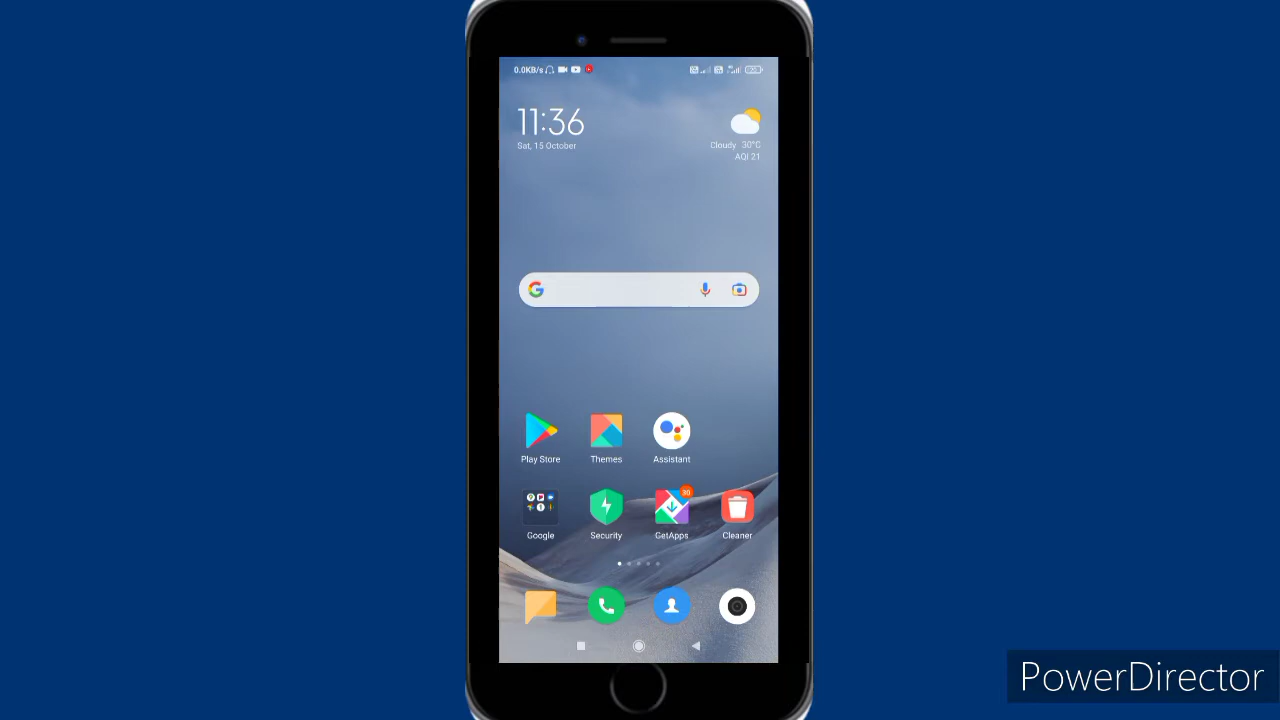 0.0KB/s
11:36
Sat, 15 October
Cloudy 30°C
AQI 21
Play Store
Themes
Assistant
30
Google
Security
GetApps
Cleaner
PowerDirector